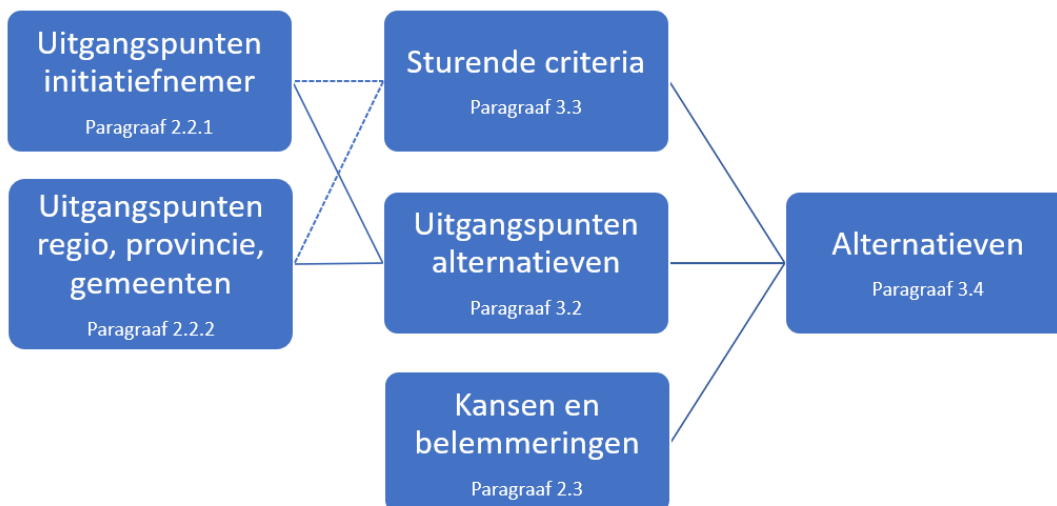 Uitgangspunten
initiatiefnemer
Paragraaf 2.2.1
Uitgangspunten
regio, provincie,
gemeenten
Paragraaf 2.2.2
Sturende criteria
Paragraaf 3.3
Uitgangspunten
alternatieven
Paragraaf 3.2
Kansen en
belemmeringen
Paragraaf 2.3
Alternatieven
Paragraaf 3.4